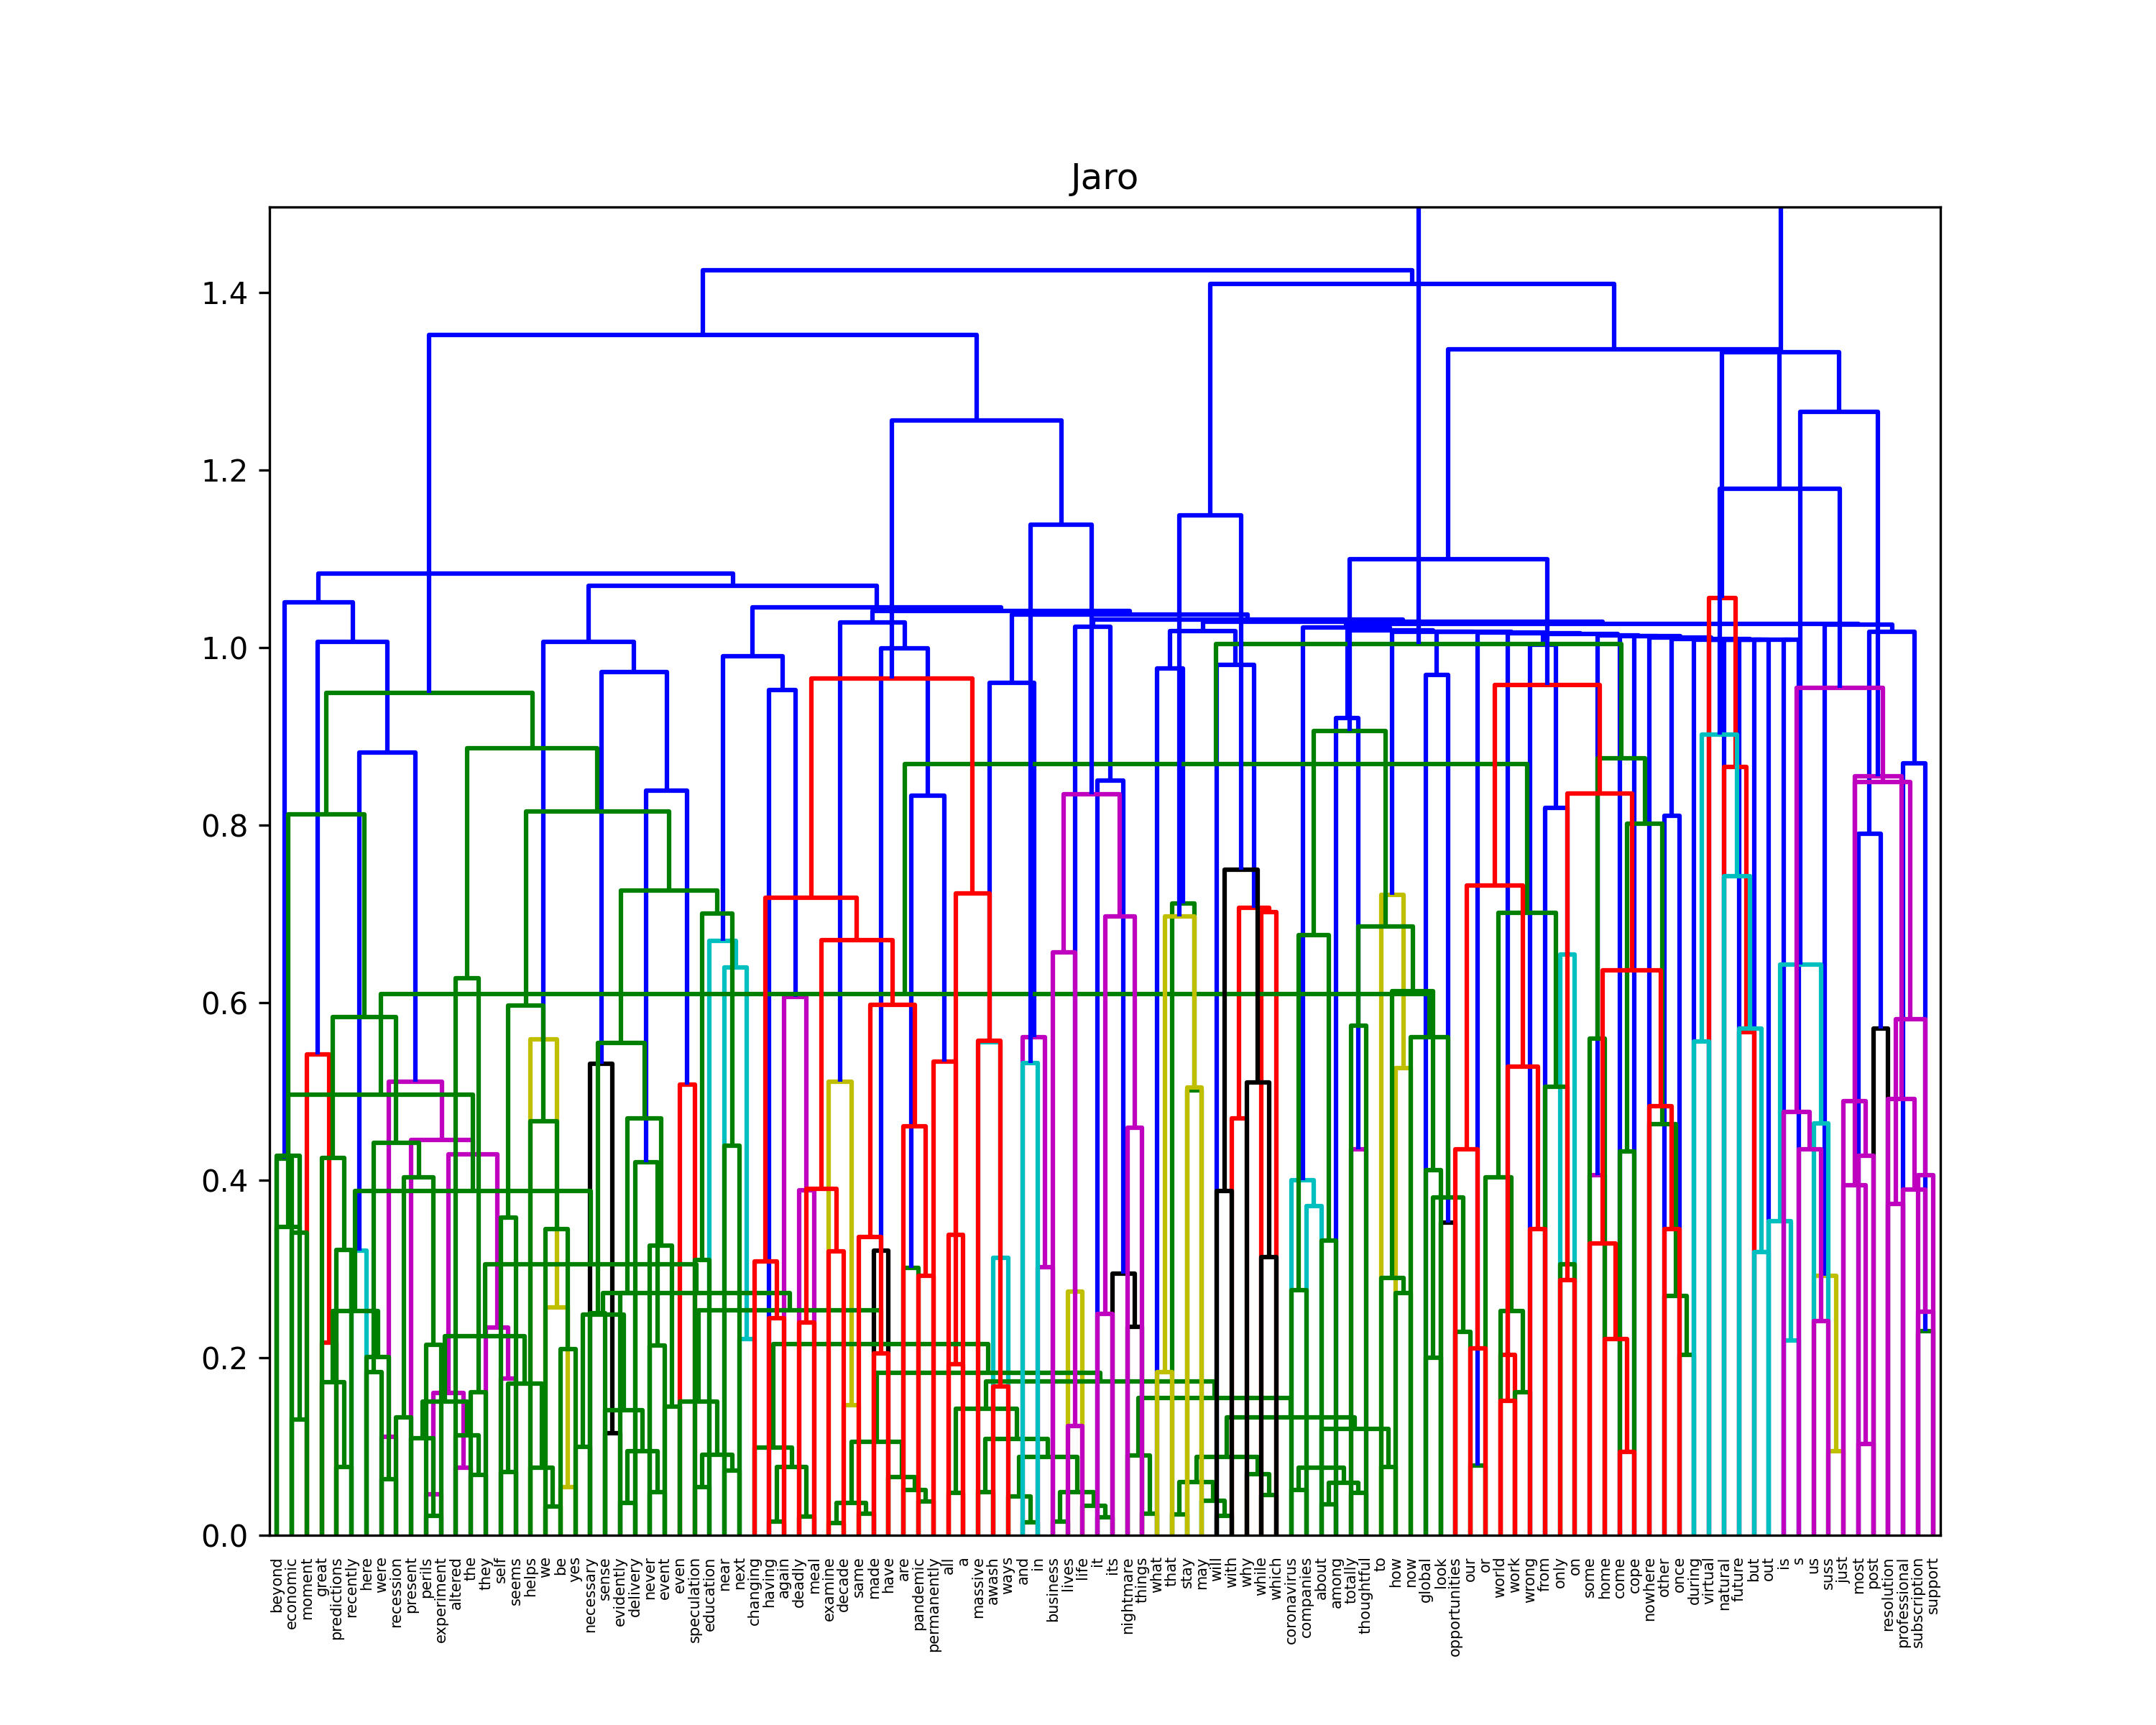 Jaro
1.4
1.2
1.0
0.8
0.6
0.4
0.2
0.0
beyond
economic
moment
great
predictions
recently
here
were
recession
present
perils
experiment
altered
the
they
self
seems
helps
we
be
yes
necessary
sense
evidently
delivery
never
event
even
speculation
education
near
next
changing
having
again
deadly
meal
examine
decade
same
made
have
are
pandemic
permanently
all
a
massive
awash
ways
and
in
business
lives
life
it
its
nightmare
things
what
that
stay
may
will
with
why
while
which
coronavirus
companies
about
among
totally
thoughtful
to
how
now
global
look
opportunities
our
or
world
work
wrong
from
only
on
some
home
come
cope
nowhere
other
once
during
virtual
natural
future
but
out
is
s
us
suss
just
most
post
resolution
professional
subscription
support